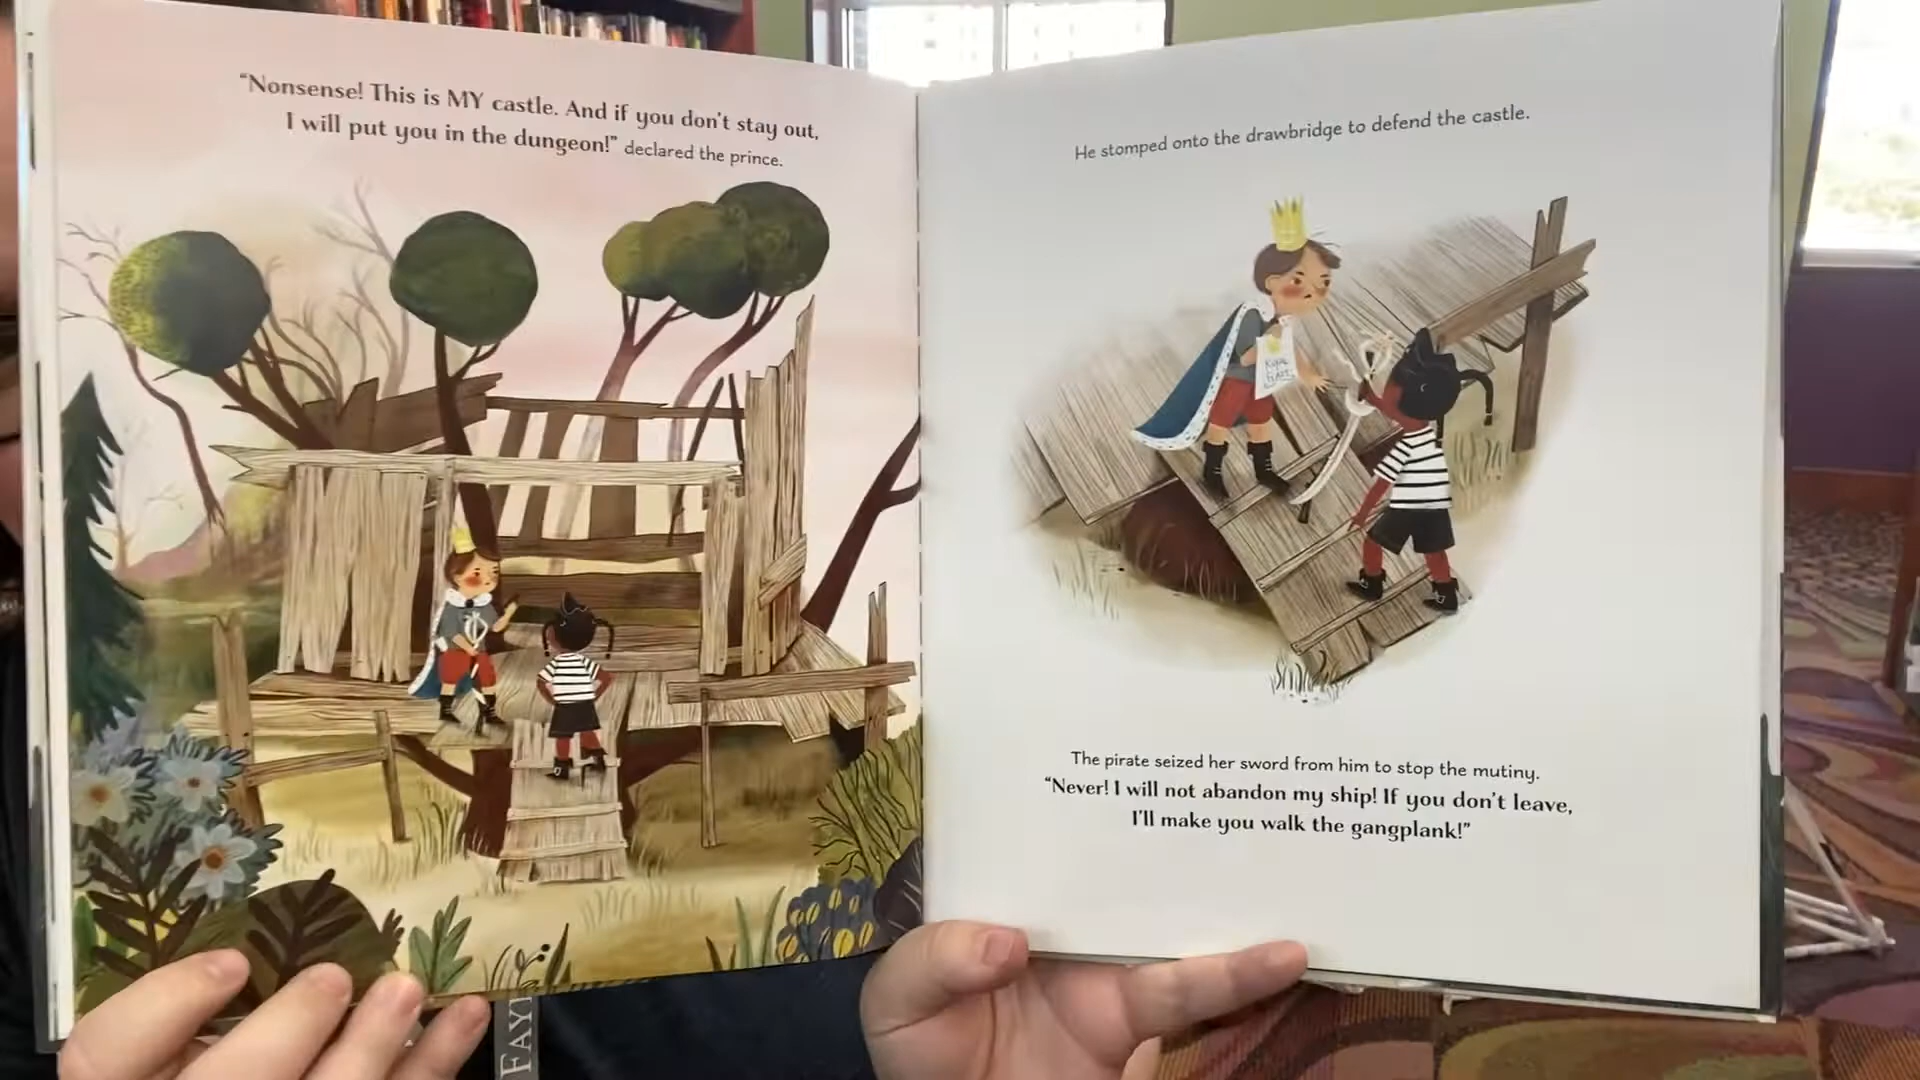 “Nonsense! This is MY castle. And if you don’t stay out,
I will put you in the dungeon!” declared the prince.
He stomped onto the drawbridge to defend the castle.
The pirate seized her sword from him to stop the mutiny.
“Never! I will not abandon my ship! If you don’t leave,
I’ll make you walk the gangplank!”
FAY